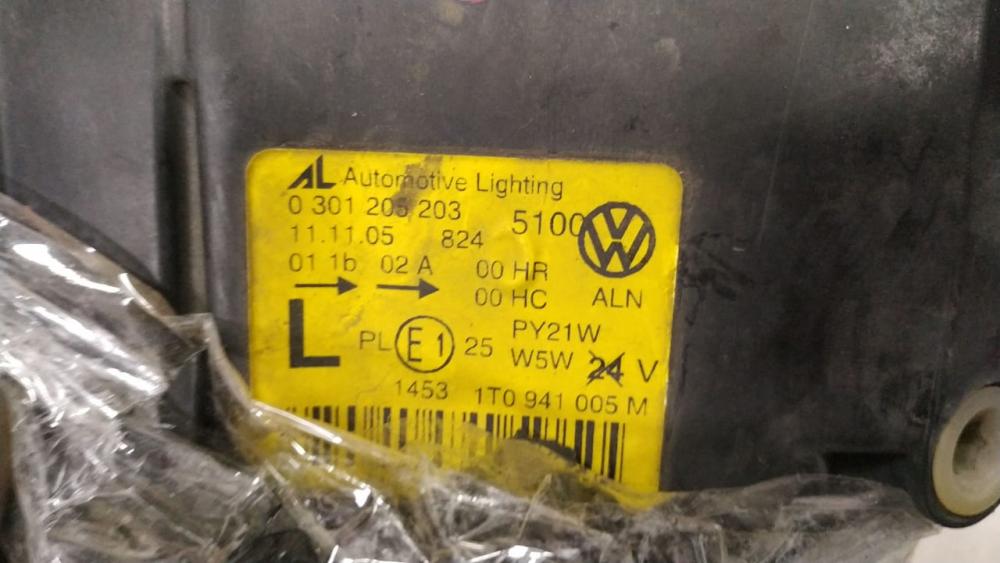 AL Automotive Lighting
0 301 205 203 5100
11.11.05 824
01 1b 02 A 00 HR
00 HC ALN
L PL E1 25 PY21W
W5W 24 V
1453 1T0 941 005 M